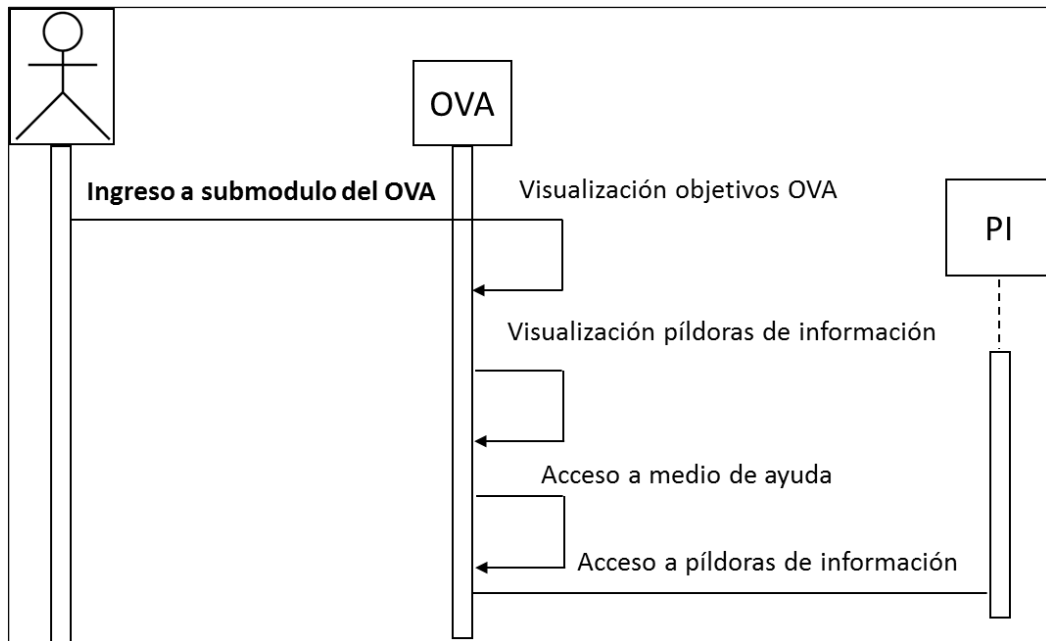 OVA
Ingreso a submodulo del OVA
Visualización objetivos OVA
PI
Visualización píldoras de información
Acceso a medio de ayuda
Acceso a píldoras de información